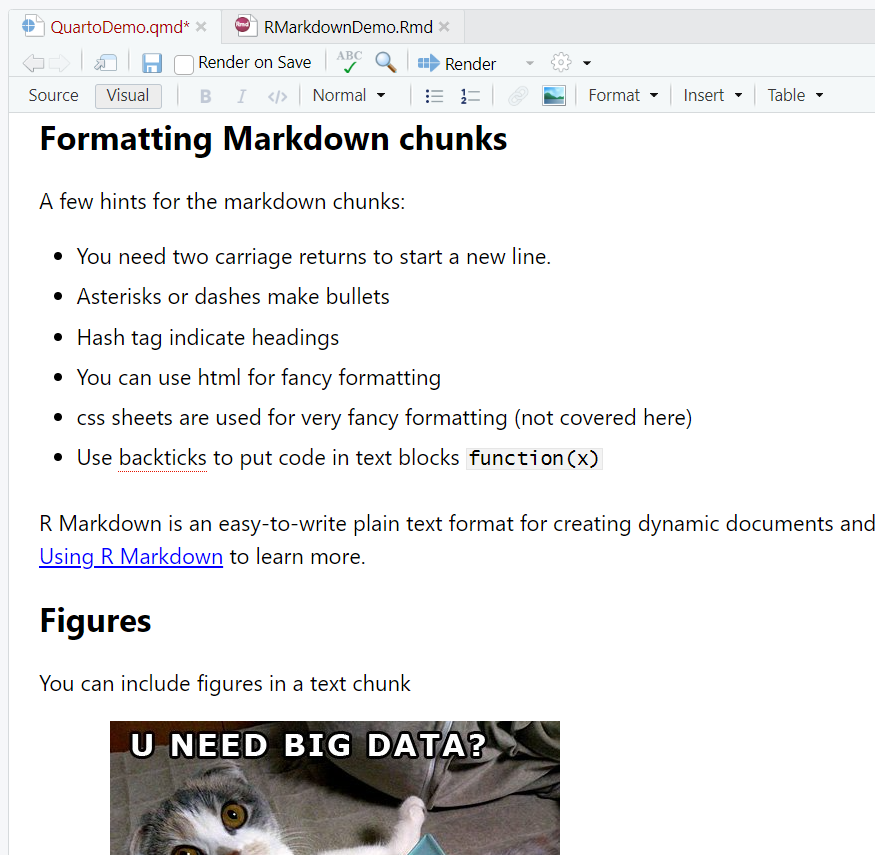 QuartoDemo.qmd* RMarkdownDemo.Rmd
Render on Save ABC Render
Source Visual B I </> Normal Format Insert Table
Formatting Markdown chunks
A few hints for the markdown chunks:
• You need two carriage returns to start a new line.
• Asterisks or dashes make bullets
• Hash tag indicate headings
• You can use html for fancy formatting
• css sheets are used for very fancy formatting (not covered here)
• Use backticks to put code in text blocks function(x)
R Markdown is an easy-to-write plain text format for creating dynamic documents and
Using R Markdown to learn more.
Figures
You can include figures in a text chunk
U NEED BIG DATA?